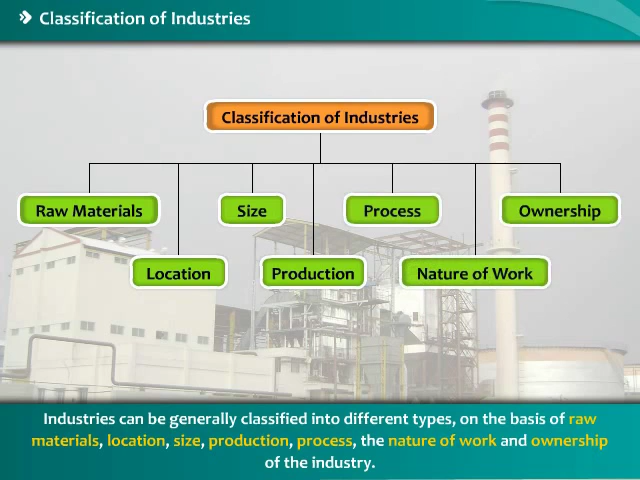 Classification of Industries
Classification of Industries
Raw Materials
Size
Process
Ownership
Location
Production
Nature of Work
Industries can be generally classified into different types, on the basis of raw
materials, location, size, production, process, the nature of work and ownership
of the industry.